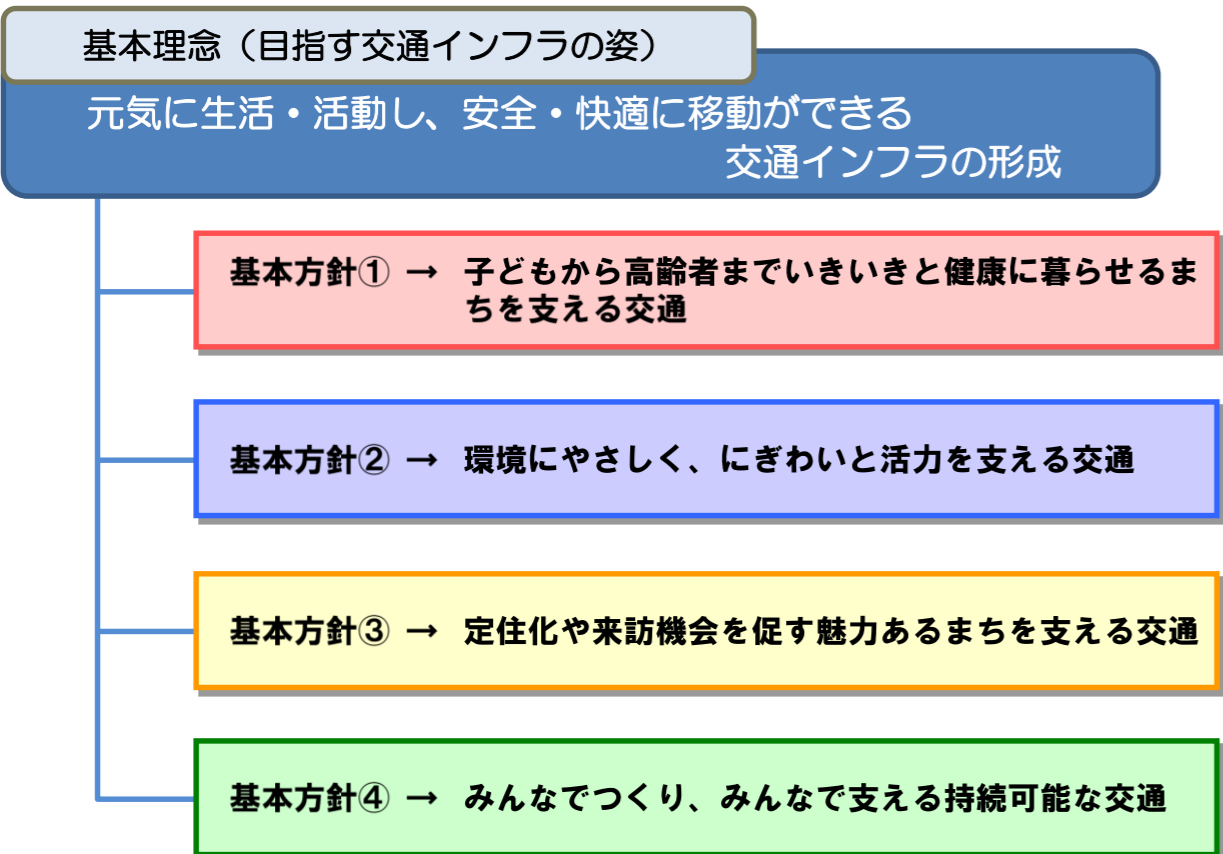 基本理念（目指す交通インフラの姿）
元気に生活・活動し、安全・快適に移動ができる
交通インフラの形成
基本方針① → 子どもから高齢者までいきいきと健康に暮らせるま
ちを支える交通
基本方針② → 環境にやさしく、にぎわいと活力を支える交通
基本方針③ → 定住化や来訪機会を促す魅力あるまちを支える交通
基本方針④ → みんなでつくり、みんなで支える持続可能な交通